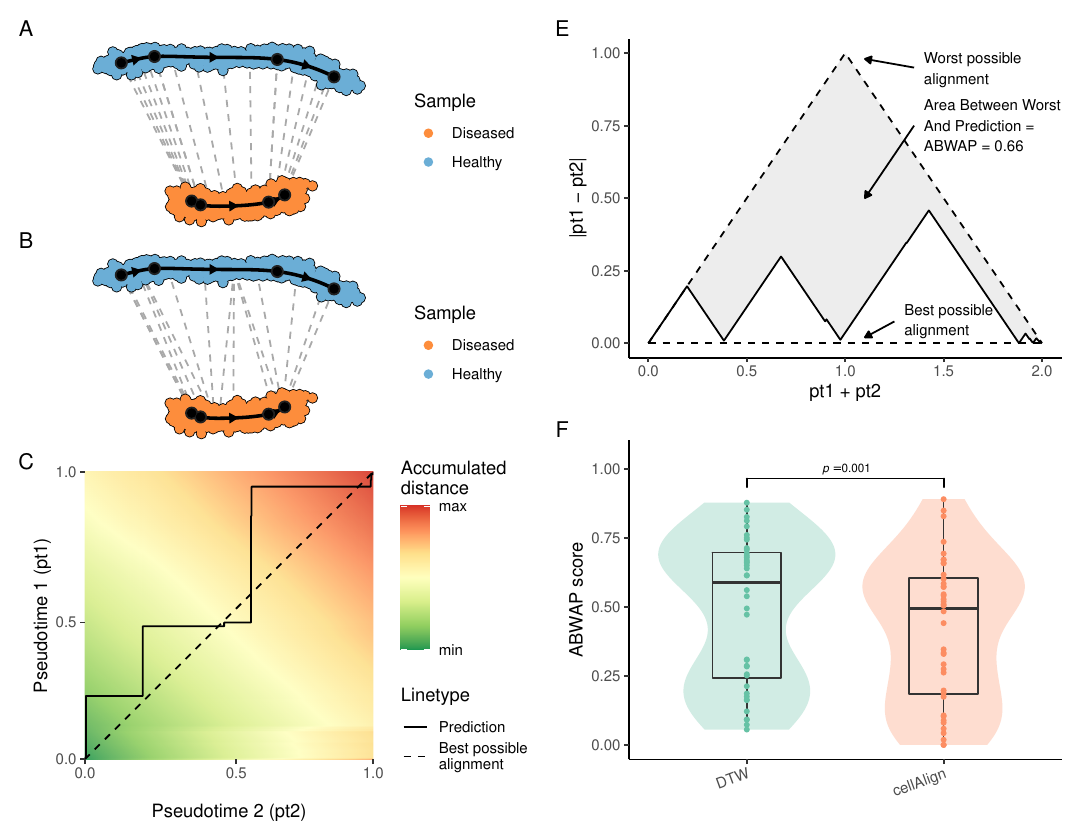 A
Sample
Diseased
Healthy
B
Sample
Diseased
Healthy
C
1.0
0.5
0.0
0.0
0.5
1.0
Pseudotime 1 (pt1)
Pseudotime 2 (pt2)
Accumulated
distance
max
min
Linetype
Prediction
Best possible
alignment
E
1.00
0.75
0.50
0.25
0.00
|pt1 − pt2|
Worst possible
alignment
Area Between Worst
And Prediction =
ABWAP = 0.66
Best possible
alignment
0.0
0.5
1.0
1.5
2.0
pt1 + pt2
F
1.00
0.75
0.50
0.25
0.00
ABWAP score
p =0.001
DTW
cellAlign